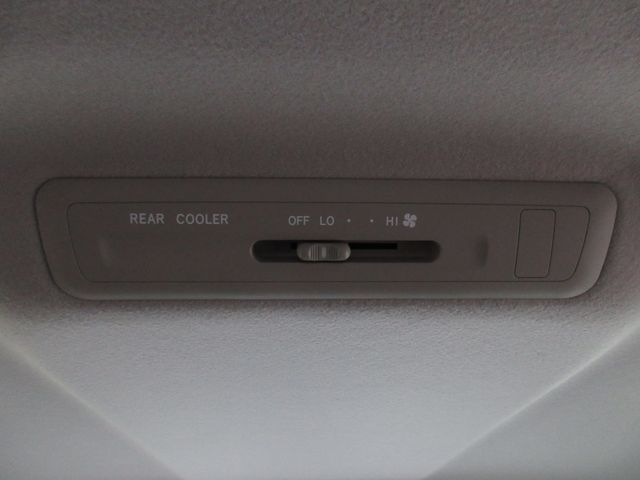 REAR COOLER OFF LO · · HI